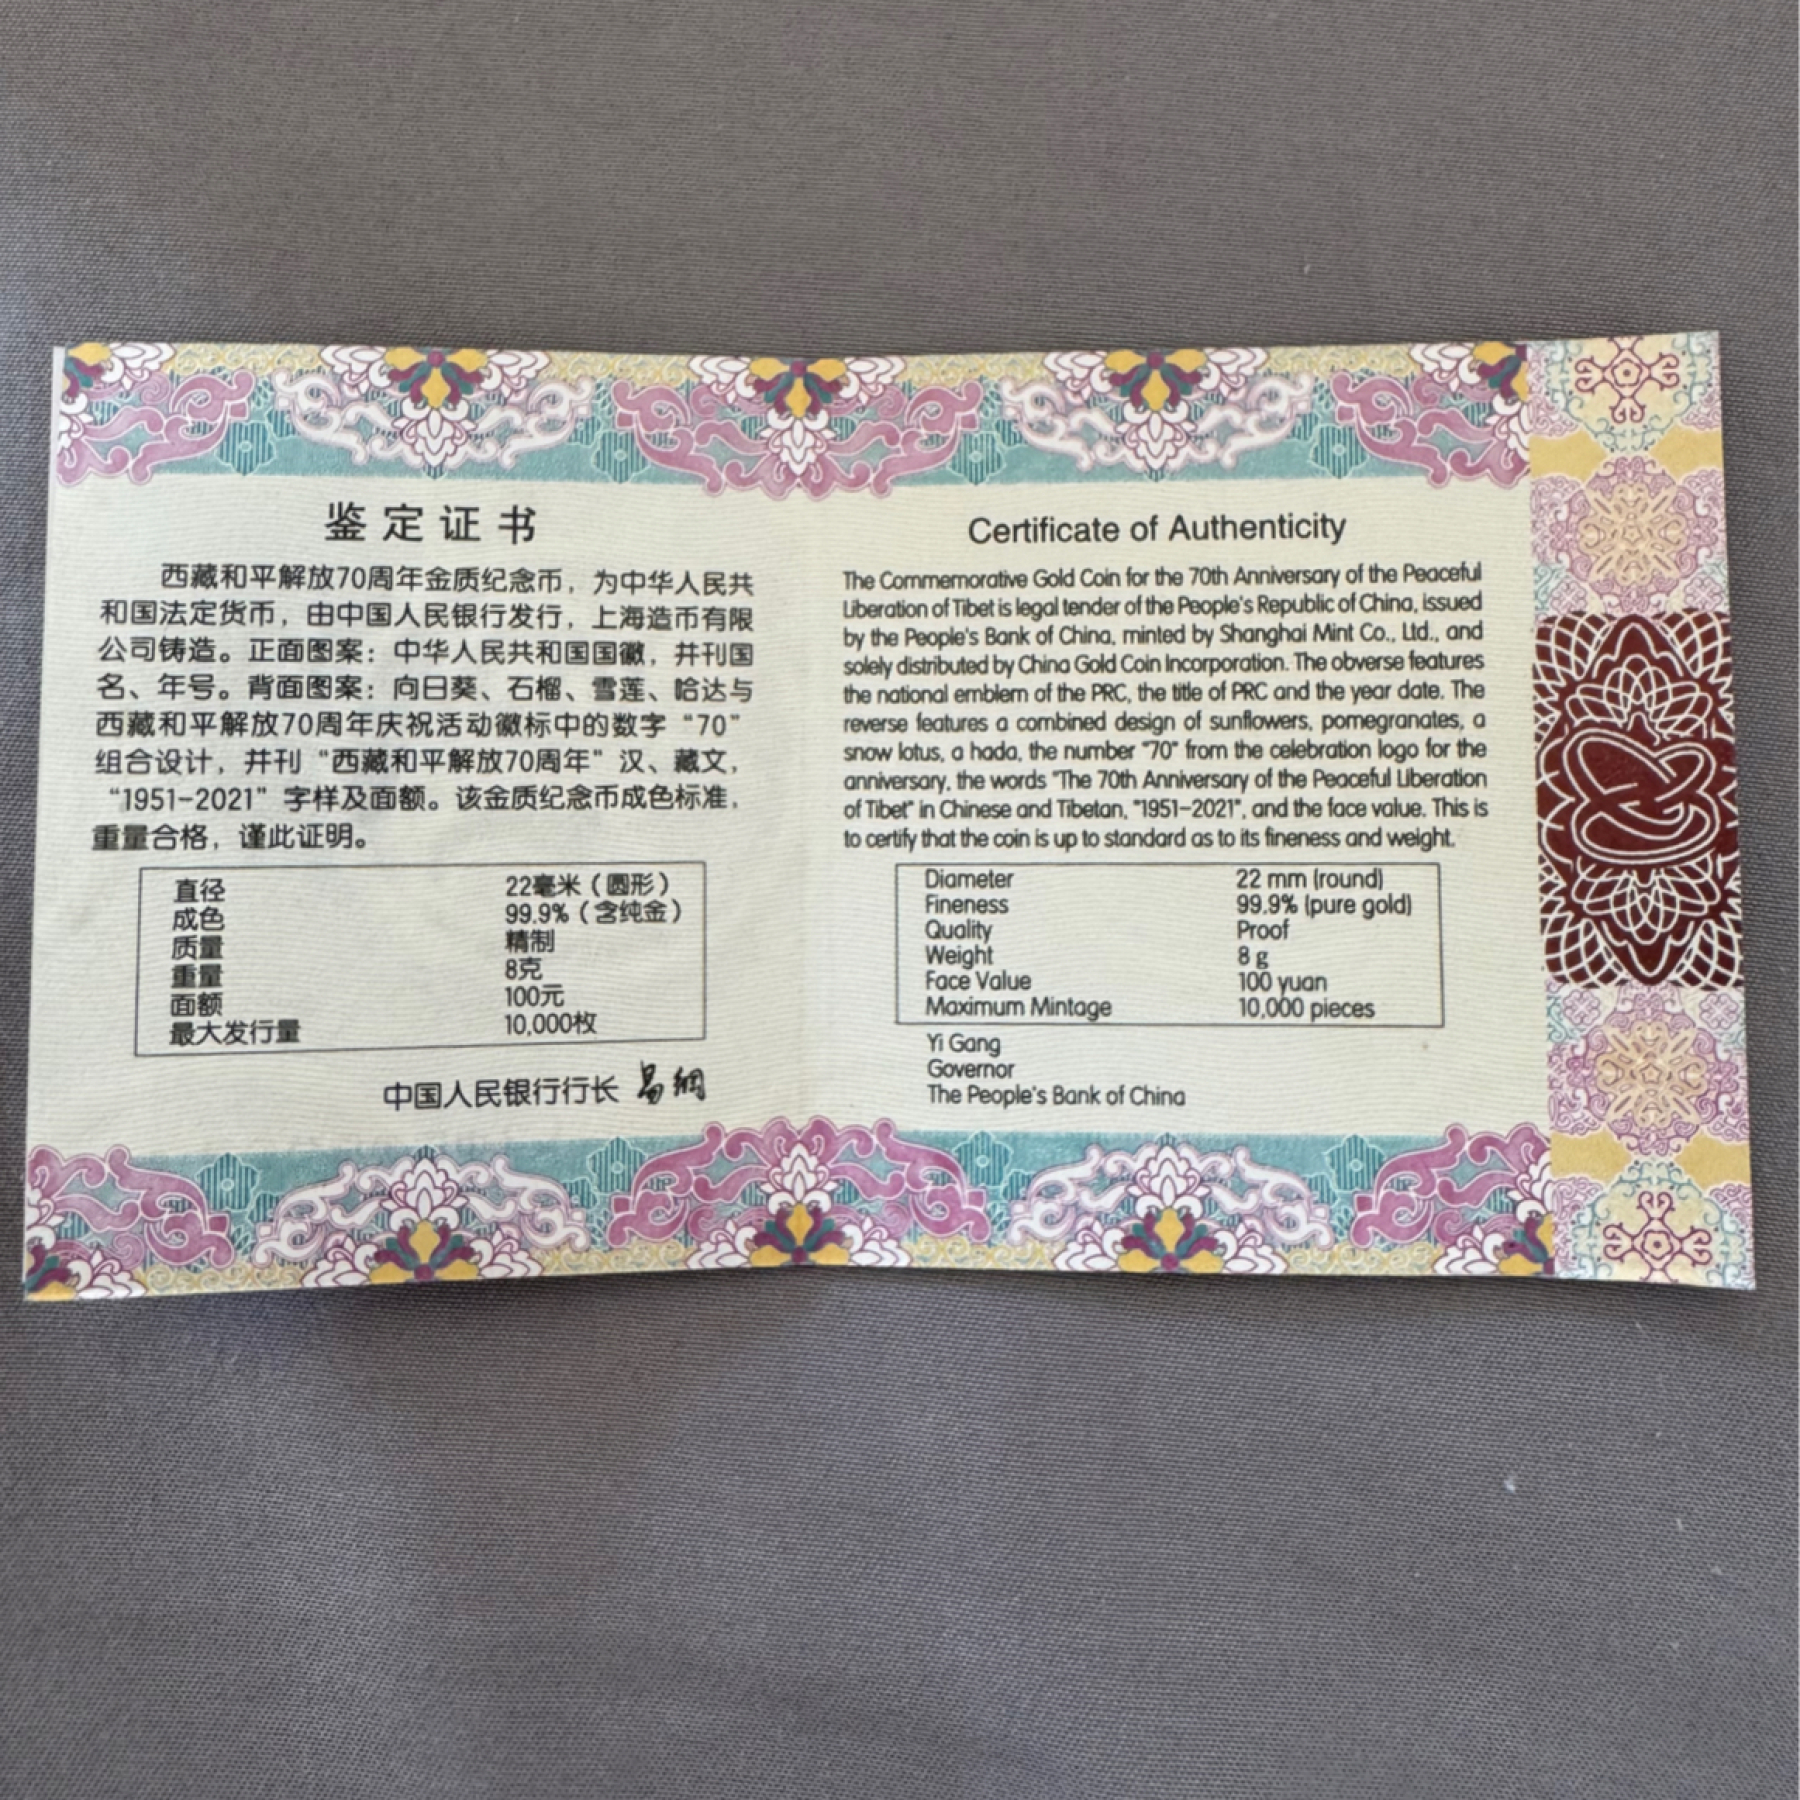 鉴定证书
西藏和平解放70周年金质纪念币，为中华人民共
和国法定货币，由中国人民银行发行，上海造币有限
公司铸造。正面图案：中华人民共和国国徽，并刊国
名、年号。背面图案：向日葵、石榴、雪莲、哈达与
西藏和平解放70周年庆祝活动徽标中的数字“70”
组合设计，并刊“西藏和平解放70周年”汉、藏文，
“1951-2021”字样及面额。该金质纪念币成色标准，
重量合格，谨此证明。
直径 22毫米（圆形）
成色 99.9%（含纯金）
质量 精制
重量 8克
面额 100元
最大发行量 10,000枚
中国人民银行行长 易纲
Certificate of Authenticity
The Commemorative Gold Coin for the 70th Anniversary of the Peaceful
Liberation of Tibet is legal tender of the People's Republic of China, issued
by the People's Bank of China, minted by Shanghai Mint Co., Ltd., and
solely distributed by China Gold Coin Incorporation. The obverse features
the national emblem of the PRC, the title of PRC and the year date. The
reverse features a combined design of sunflowers, pomegranates, a
snow lotus, a hada, the number "70" from the celebration logo for the
anniversary, the words "The 70th Anniversary of the Peaceful Liberation
of Tibet" in Chinese and Tibetan, "1951-2021", and the face value. This is
to certify that the coin is up to standard as to its fineness and weight.
Diameter 22 mm (round)
Fineness 99.9% (pure gold)
Quality Proof
Weight 8 g
Face Value 100 yuan
Maximum Mintage 10,000 pieces
Yi Gang
Governor
The People's Bank of China